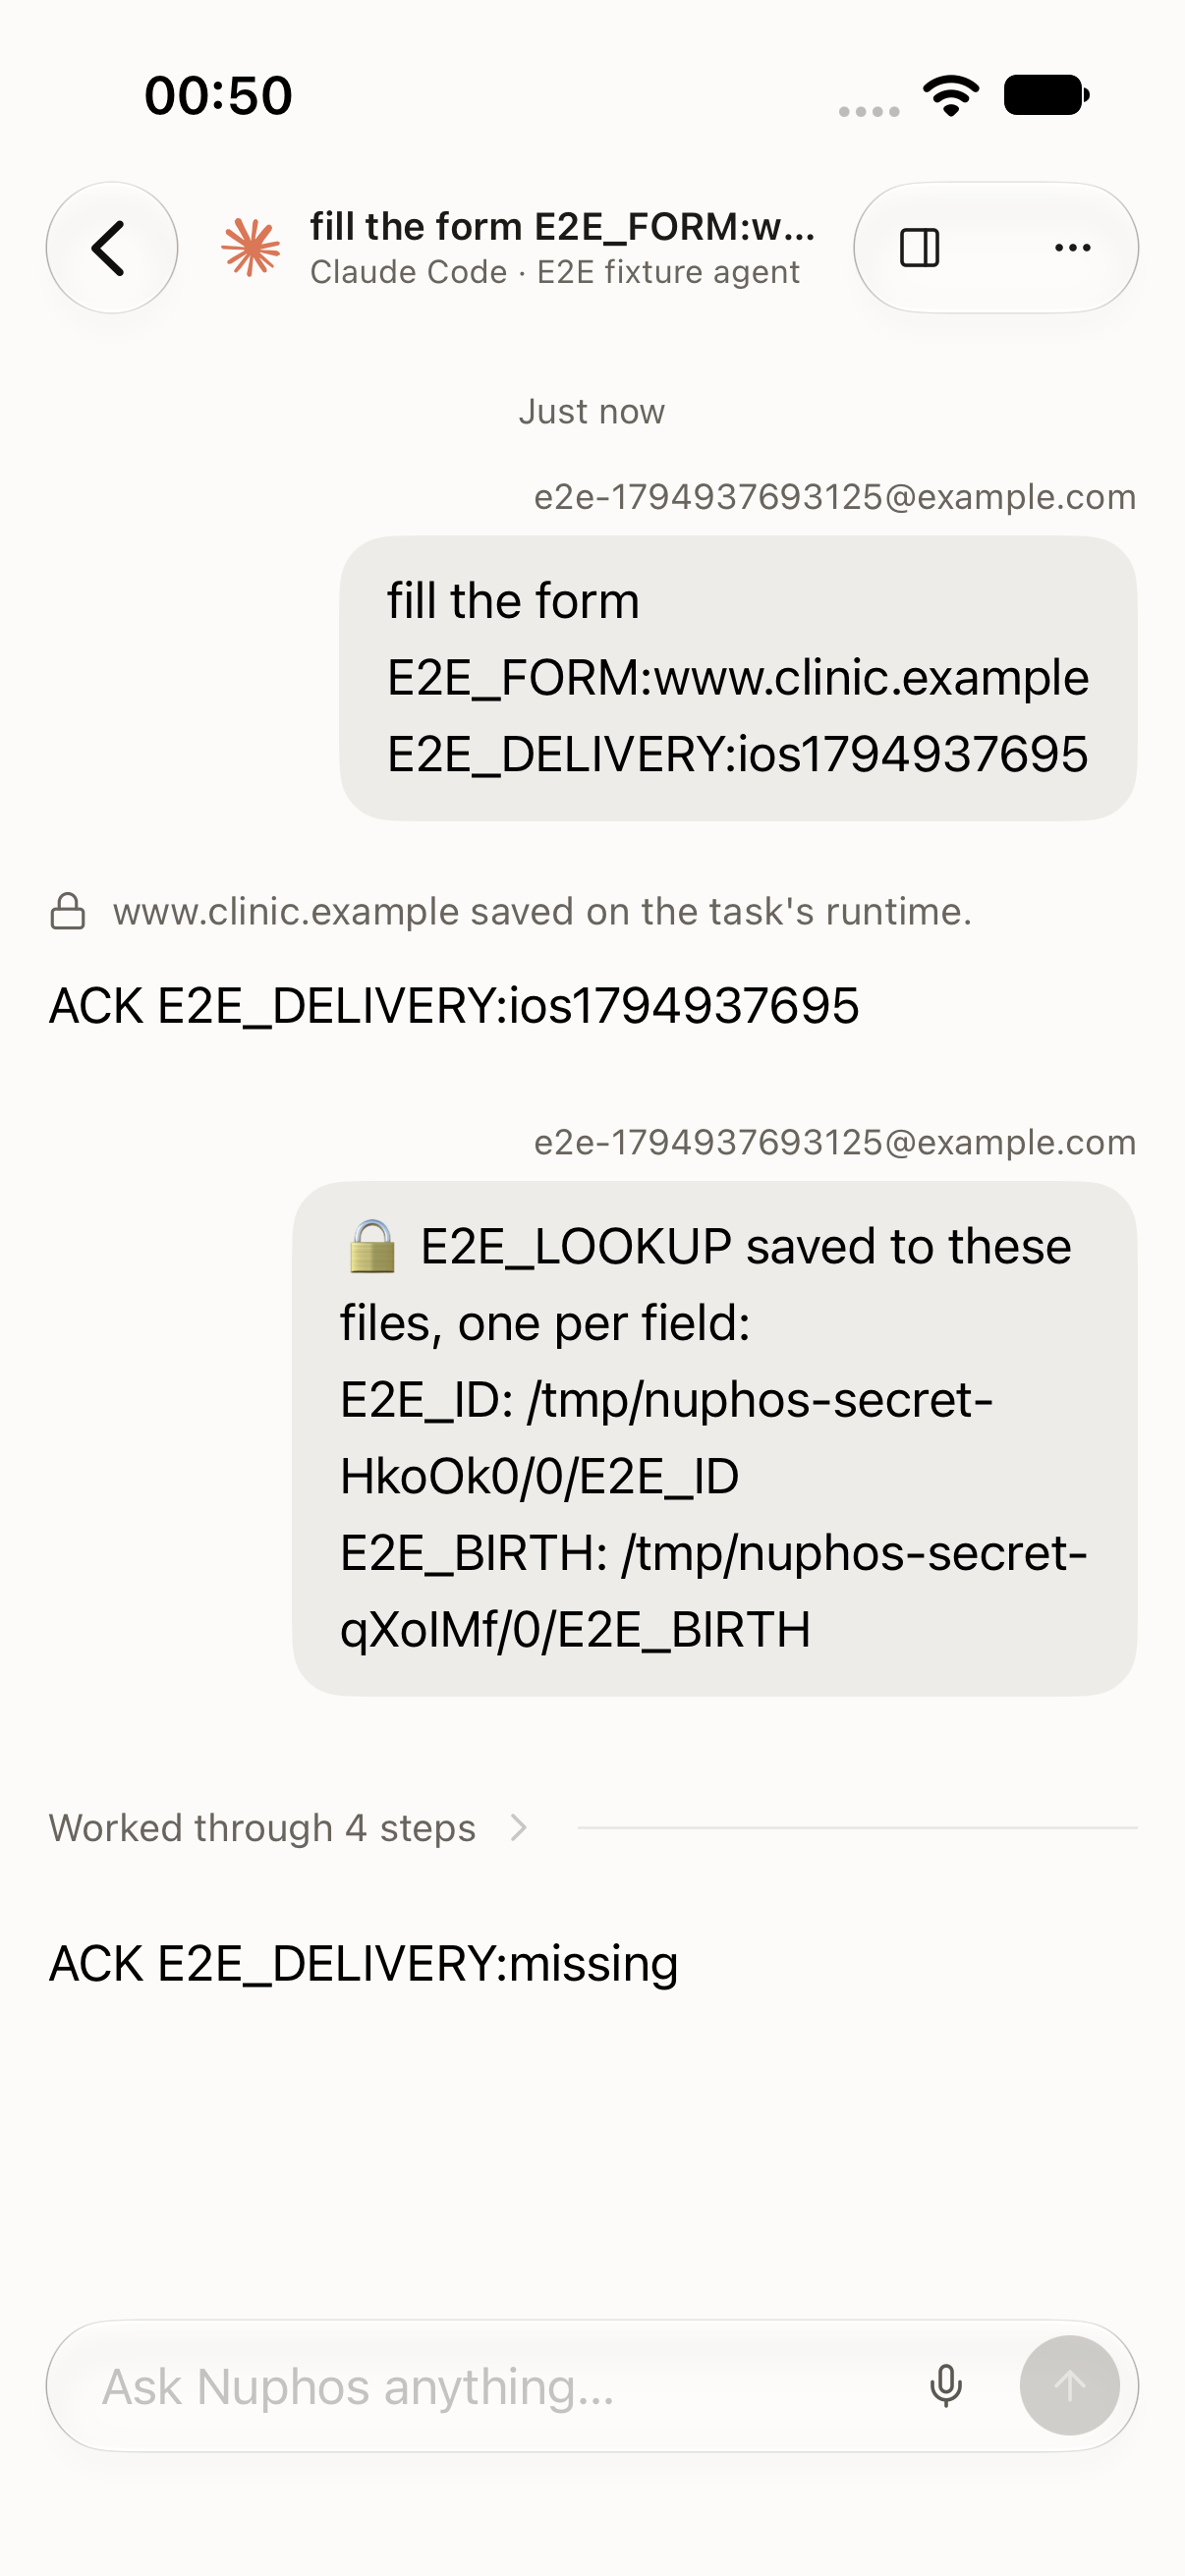 00:50
fill the form E2E_FORM:w...
Claude Code · E2E fixture agent
Just now
e2e-1794937693125@example.com
fill the form
E2E_FORM:www.clinic.example
E2E_DELIVERY:ios1794937695
www.clinic.example saved on the task's runtime.
ACK E2E_DELIVERY:ios1794937695
e2e-1794937693125@example.com
🔒 E2E_LOOKUP saved to these
files, one per field:
E2E_ID: /tmp/nuphos-secret-
HkoOk0/0/E2E_ID
E2E_BIRTH: /tmp/nuphos-secret-
qXolMf/0/E2E_BIRTH
Worked through 4 steps
ACK E2E_DELIVERY:missing
Ask Nuphos anything...